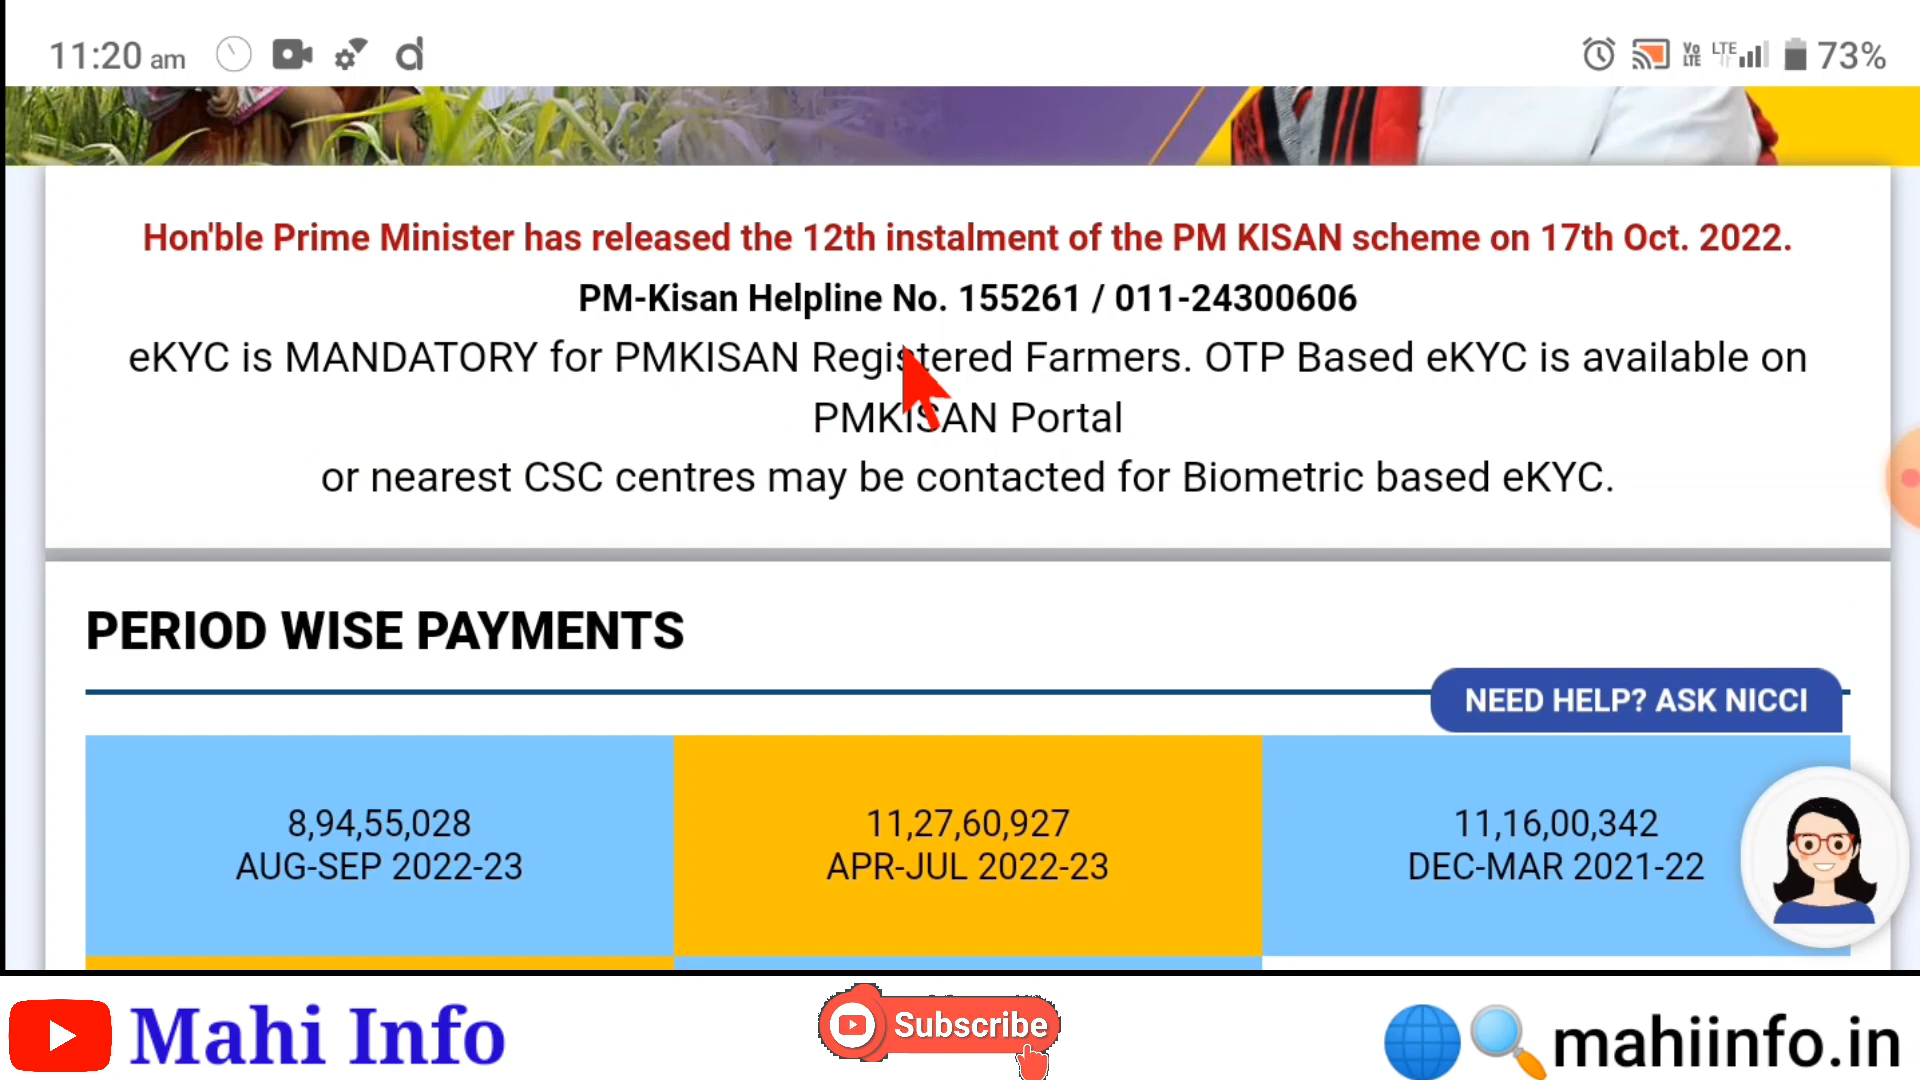 11:20 am
Vo LTE LTE 73%
Hon'ble Prime Minister has released the 12th instalment of the PM KISAN scheme on 17th Oct. 2022.
PM-Kisan Helpline No. 155261 / 011-24300606
eKYC is MANDATORY for PMKISAN Registered Farmers. OTP Based eKYC is available on
PMKISAN Portal
or nearest CSC centres may be contacted for Biometric based eKYC.
PERIOD WISE PAYMENTS
NEED HELP? ASK NICCI
8,94,55,028
AUG-SEP 2022-23
11,27,60,927
APR-JUL 2022-23
11,16,00,342
DEC-MAR 2021-22
Mahi Info
Subscribe
mahiinfo.in